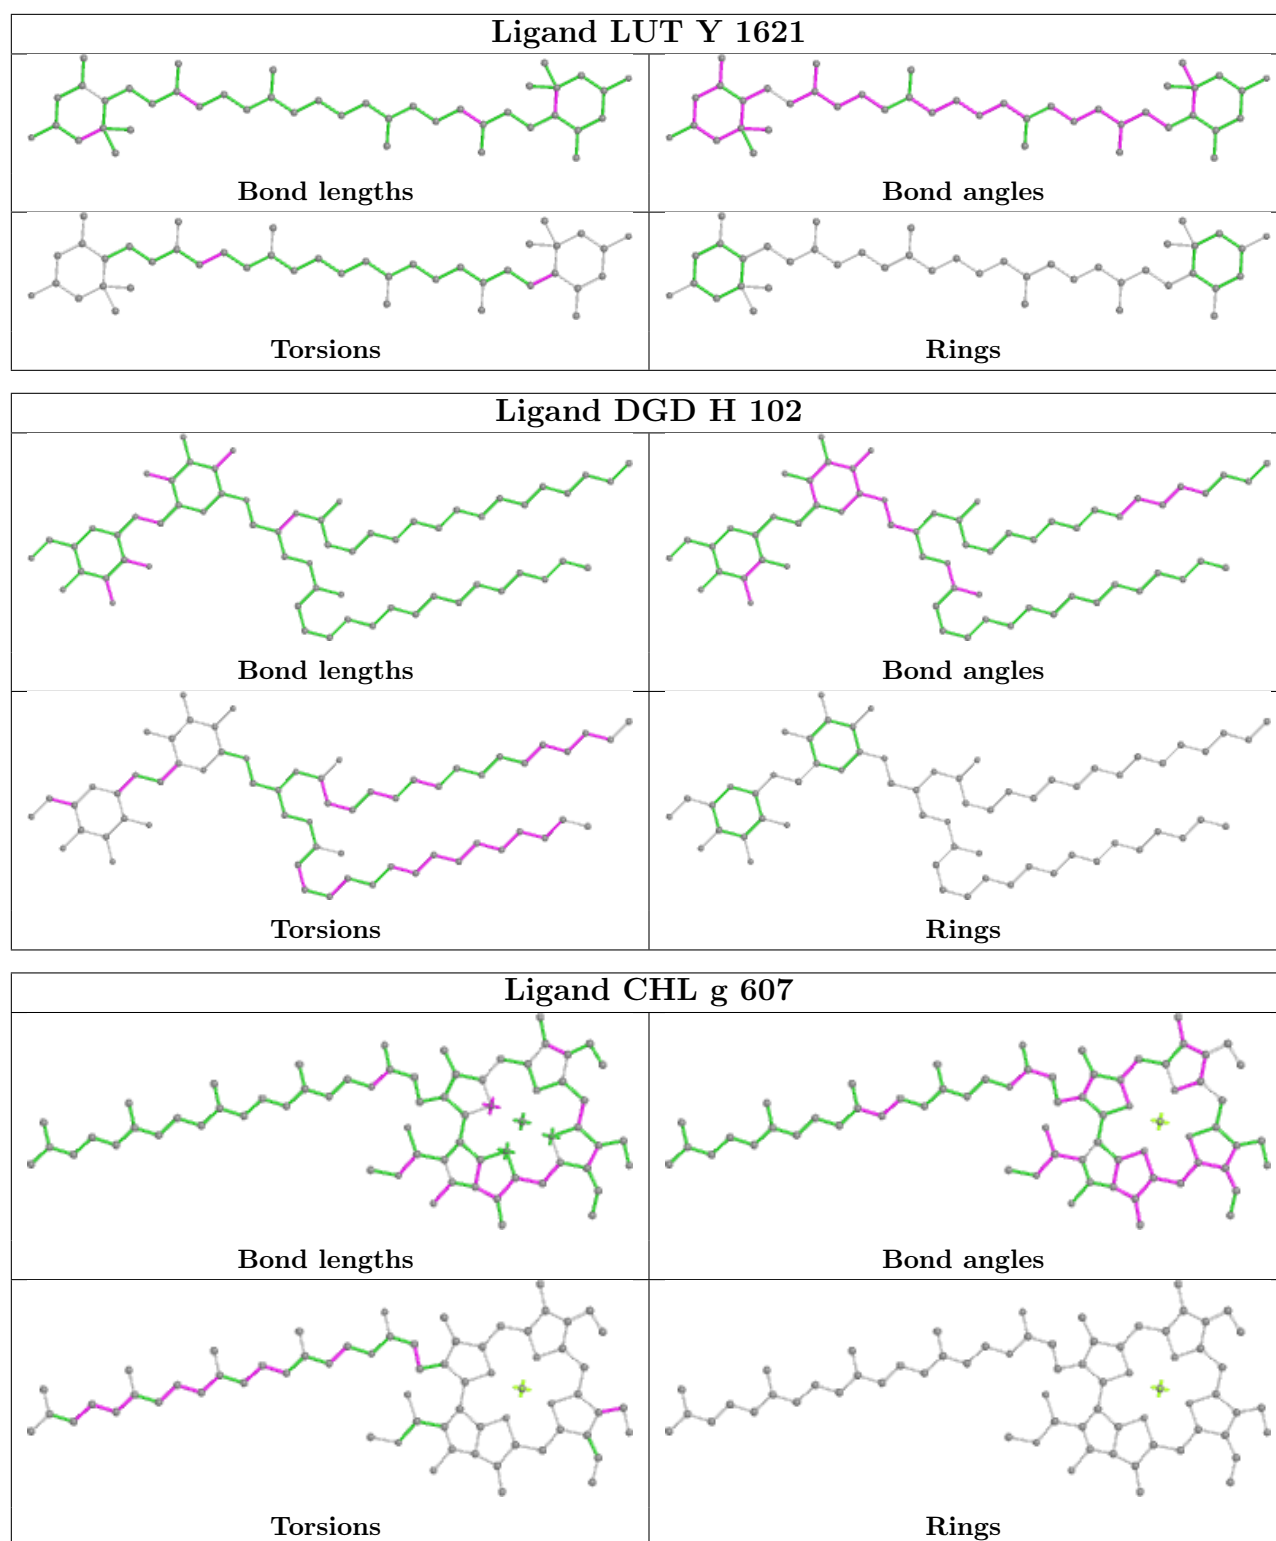 Ligand LUT Y 1621
Bond lengths
Bond angles
Torsions
Rings
Ligand DGD H 102
Bond lengths
Bond angles
Torsions
Rings
Ligand CHL g 607
Bond lengths
Bond angles
Torsions
Rings